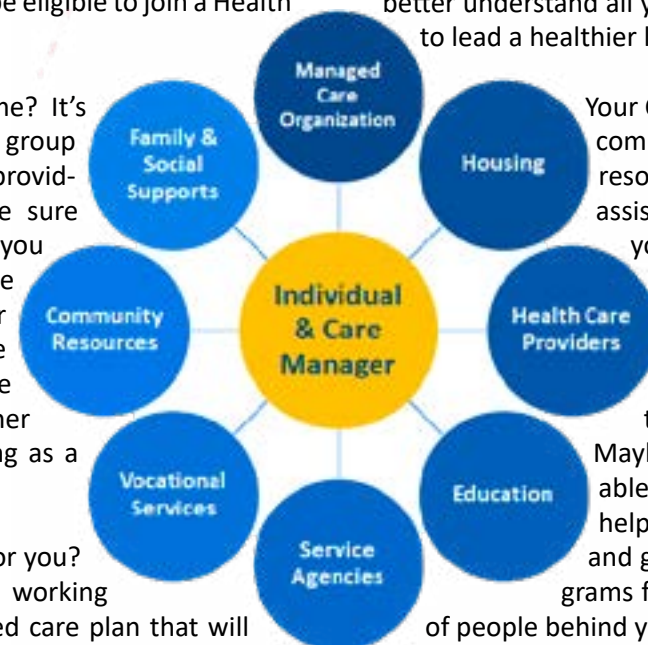 be eligible to join a Health
ne? It's
group
provid-
e sure
you
e
r
e
e
ner
ng as a
or you?
working
ed care plan that will
Managed
Care
Organization
Family &
Social
Supports
Housing
Community
Resources
Individual
& Care
Manager
Health Care
Providers
Vocational
Services
Education
Service
Agencies
better understand all y
to lead a healthier
Your
com
reso
assis
yo
t
May
able
help
and g
grams f
of people behind y